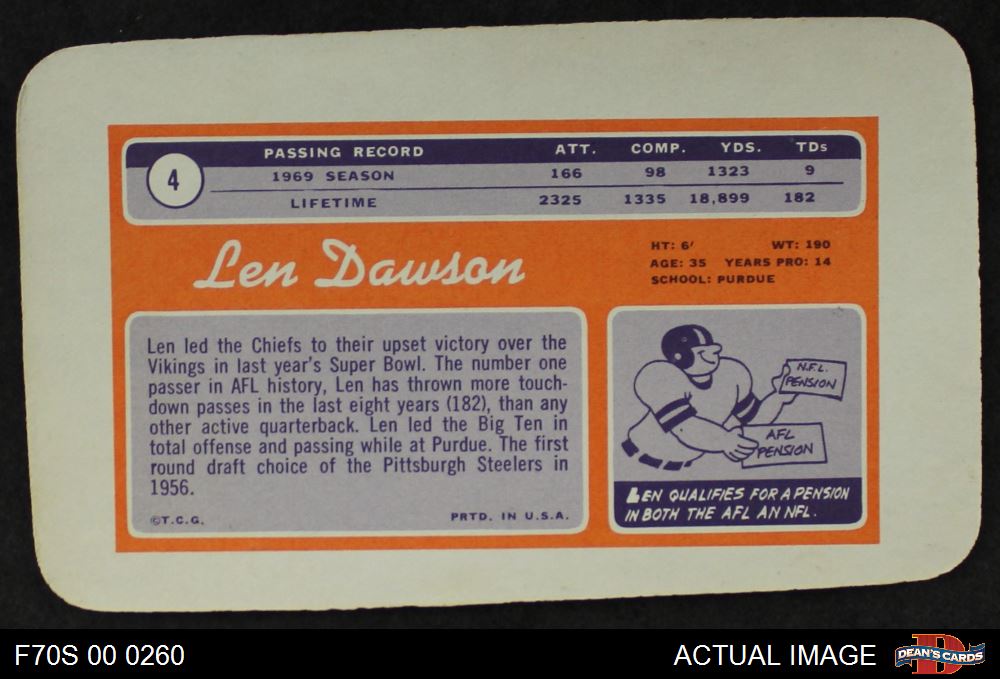 4
PASSING RECORD ATT. COMP. YDS. TDs
1969 SEASON 166 98 1323 9
LIFETIME 2325 1335 18,899 182
Len Dawson
HT: 6' WT: 190
AGE: 35 YEARS PRO: 14
SCHOOL: PURDUE
Len led the Chiefs to their upset victory over the
Vikings in last year's Super Bowl. The number one
passer in AFL history, Len has thrown more touch-
down passes in the last eight years (182), than any
other active quarterback. Len led the Big Ten in
total offense and passing while at Purdue. The first
round draft choice of the Pittsburgh Steelers in
1956.
©T.C.G. PRTD. IN U.S.A.
N.F.L.
PENSION
AFL
PENSION
LEN QUALIFIES FOR A PENSION
IN BOTH THE AFL AN NFL.
F70S 00 0260 ACTUAL IMAGE
D
DEAN'S CARDS